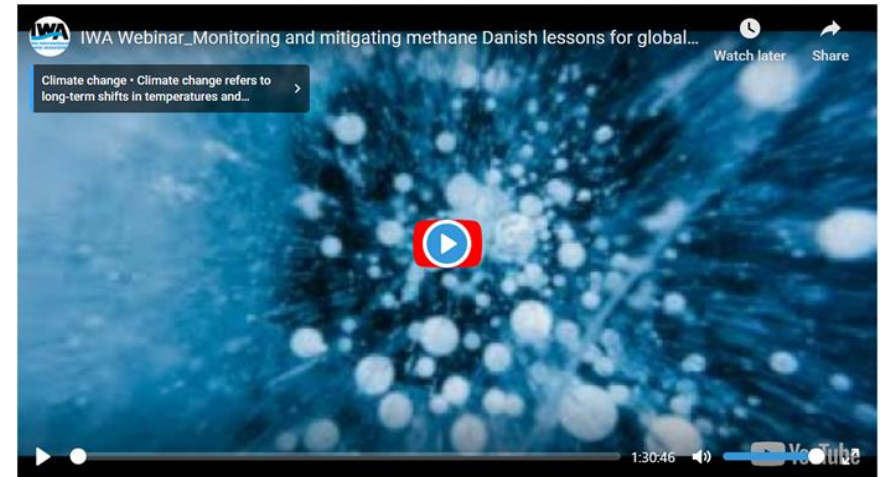 IWA
IWA Webinar_Monitoring and mitigating methane Danish lessons for global...
Watch later
Share
Climate change • Climate change refers to
long-term shifts in temperatures and...
1:30:46
YouTube